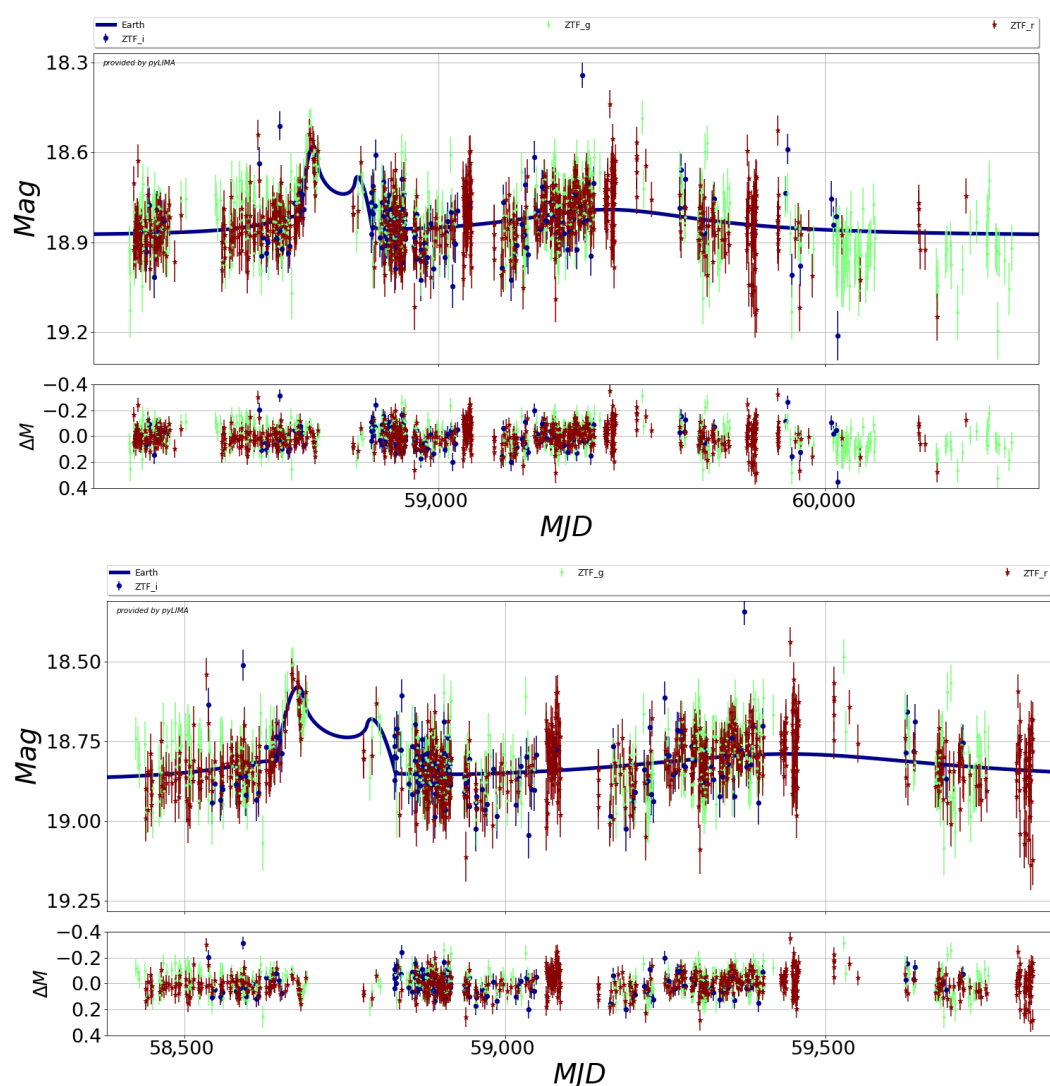 Earth ZTF_g ZTF_r
ZTF_i
provided by pyLIMA
18.3
18.6
18.9
19.2
Mag
−0.4
−0.2
0.0
0.2
0.4
ΔM
59,000 60,000
MJD
Earth ZTF_g ZTF_r
ZTF_i
provided by pyLIMA
18.50
18.75
19.00
19.25
Mag
−0.4
−0.2
0.0
0.2
0.4
ΔM
58,500 59,000 59,500
MJD